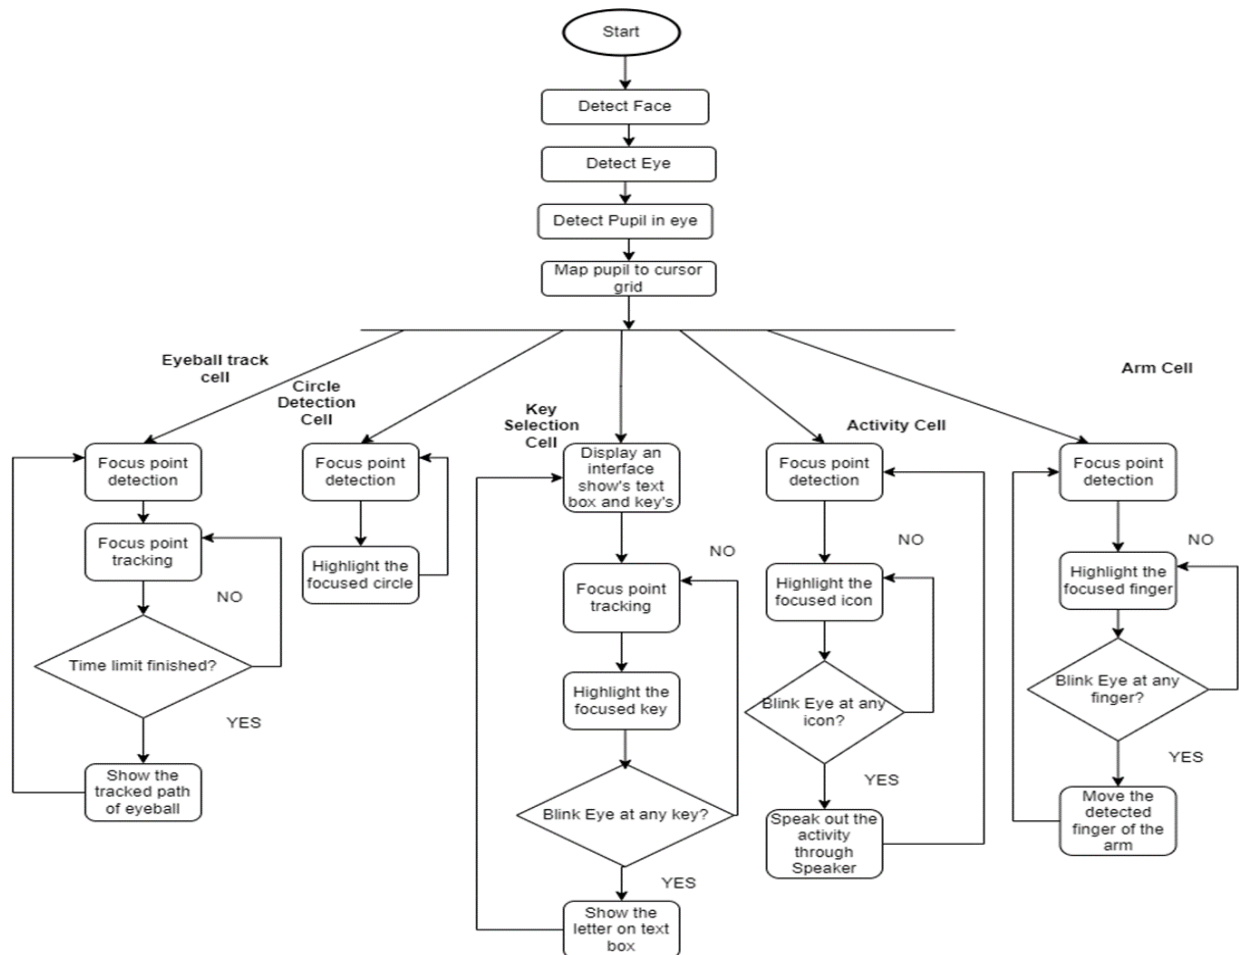 Start
Detect Face
Detect Eye
Detect Pupil in eye
Map pupil to cursor
grid
Eyeball track
cell
Focus point
detection
Focus point
tracking
NO
Time limit finished?
YES
Show the
tracked path
of eyeball
Circle
Detection
Cell
Focus point
detection
Highlight the
focused circle
Key
Selection
Cell
Display an
interface
show's text
box and key's
NO
Focus point
tracking
Highlight the
focused key
Blink Eye at any key?
YES
Show the
letter on text
box
Activity Cell
Focus point
detection
NO
Highlight the
focused icon
Blink Eye at any
icon?
YES
Speak out the
activity
through
Speaker
Arm Cell
Focus point
detection
NO
Highlight the
focused finger
Blink Eye at any
finger?
YES
Move the
detected
finger of the
arm